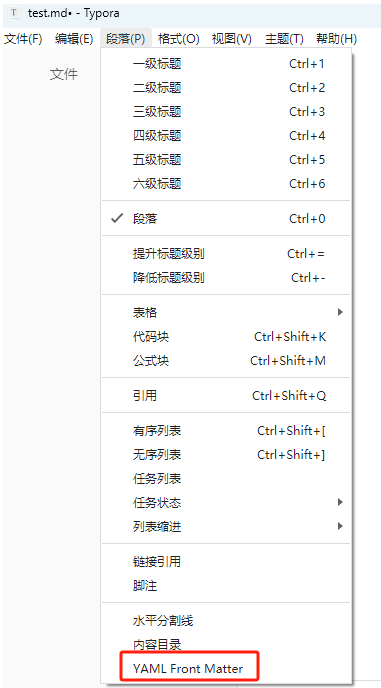 T test.md• - Typora
文件(F) 编辑(E) 段落(P) 格式(O) 视图(V) 主题(T) 帮助(H)
文件
一级标题 Ctrl+1
二级标题 Ctrl+2
三级标题 Ctrl+3
四级标题 Ctrl+4
五级标题 Ctrl+5
六级标题 Ctrl+6
段落 Ctrl+0
提升标题级别 Ctrl+=
降低标题级别 Ctrl+-
表格
代码块 Ctrl+Shift+K
公式块 Ctrl+Shift+M
引用 Ctrl+Shift+Q
有序列表 Ctrl+Shift+[
无序列表 Ctrl+Shift+]
任务列表
任务状态
列表缩进
链接引用
脚注
水平分割线
内容目录
YAML Front Matter